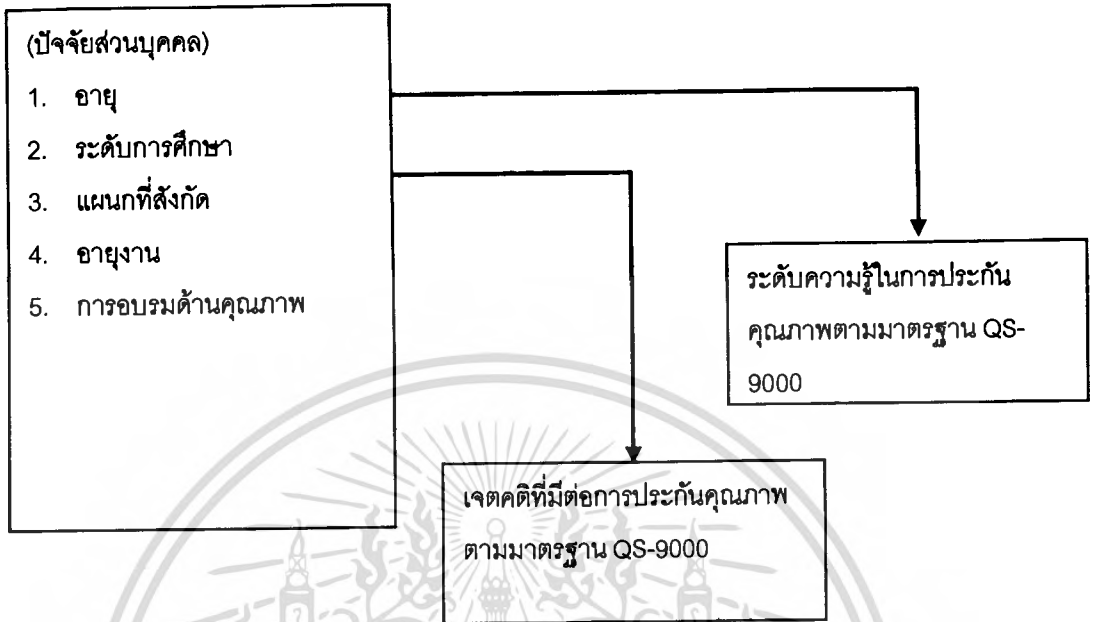 (ปัจจัยส่วนบุคคล)
1. อายุ
2. ระดับการศึกษา
3. แผนกที่สังกัด
4. อายุงาน
5. การอบรมด้านคุณภาพ
ระดับความรู้ในการประกัน
คุณภาพตามมาตรฐาน QS-
9000
เจตคติที่มีต่อการประกันคุณภาพ
ตามมาตรฐาน QS-9000